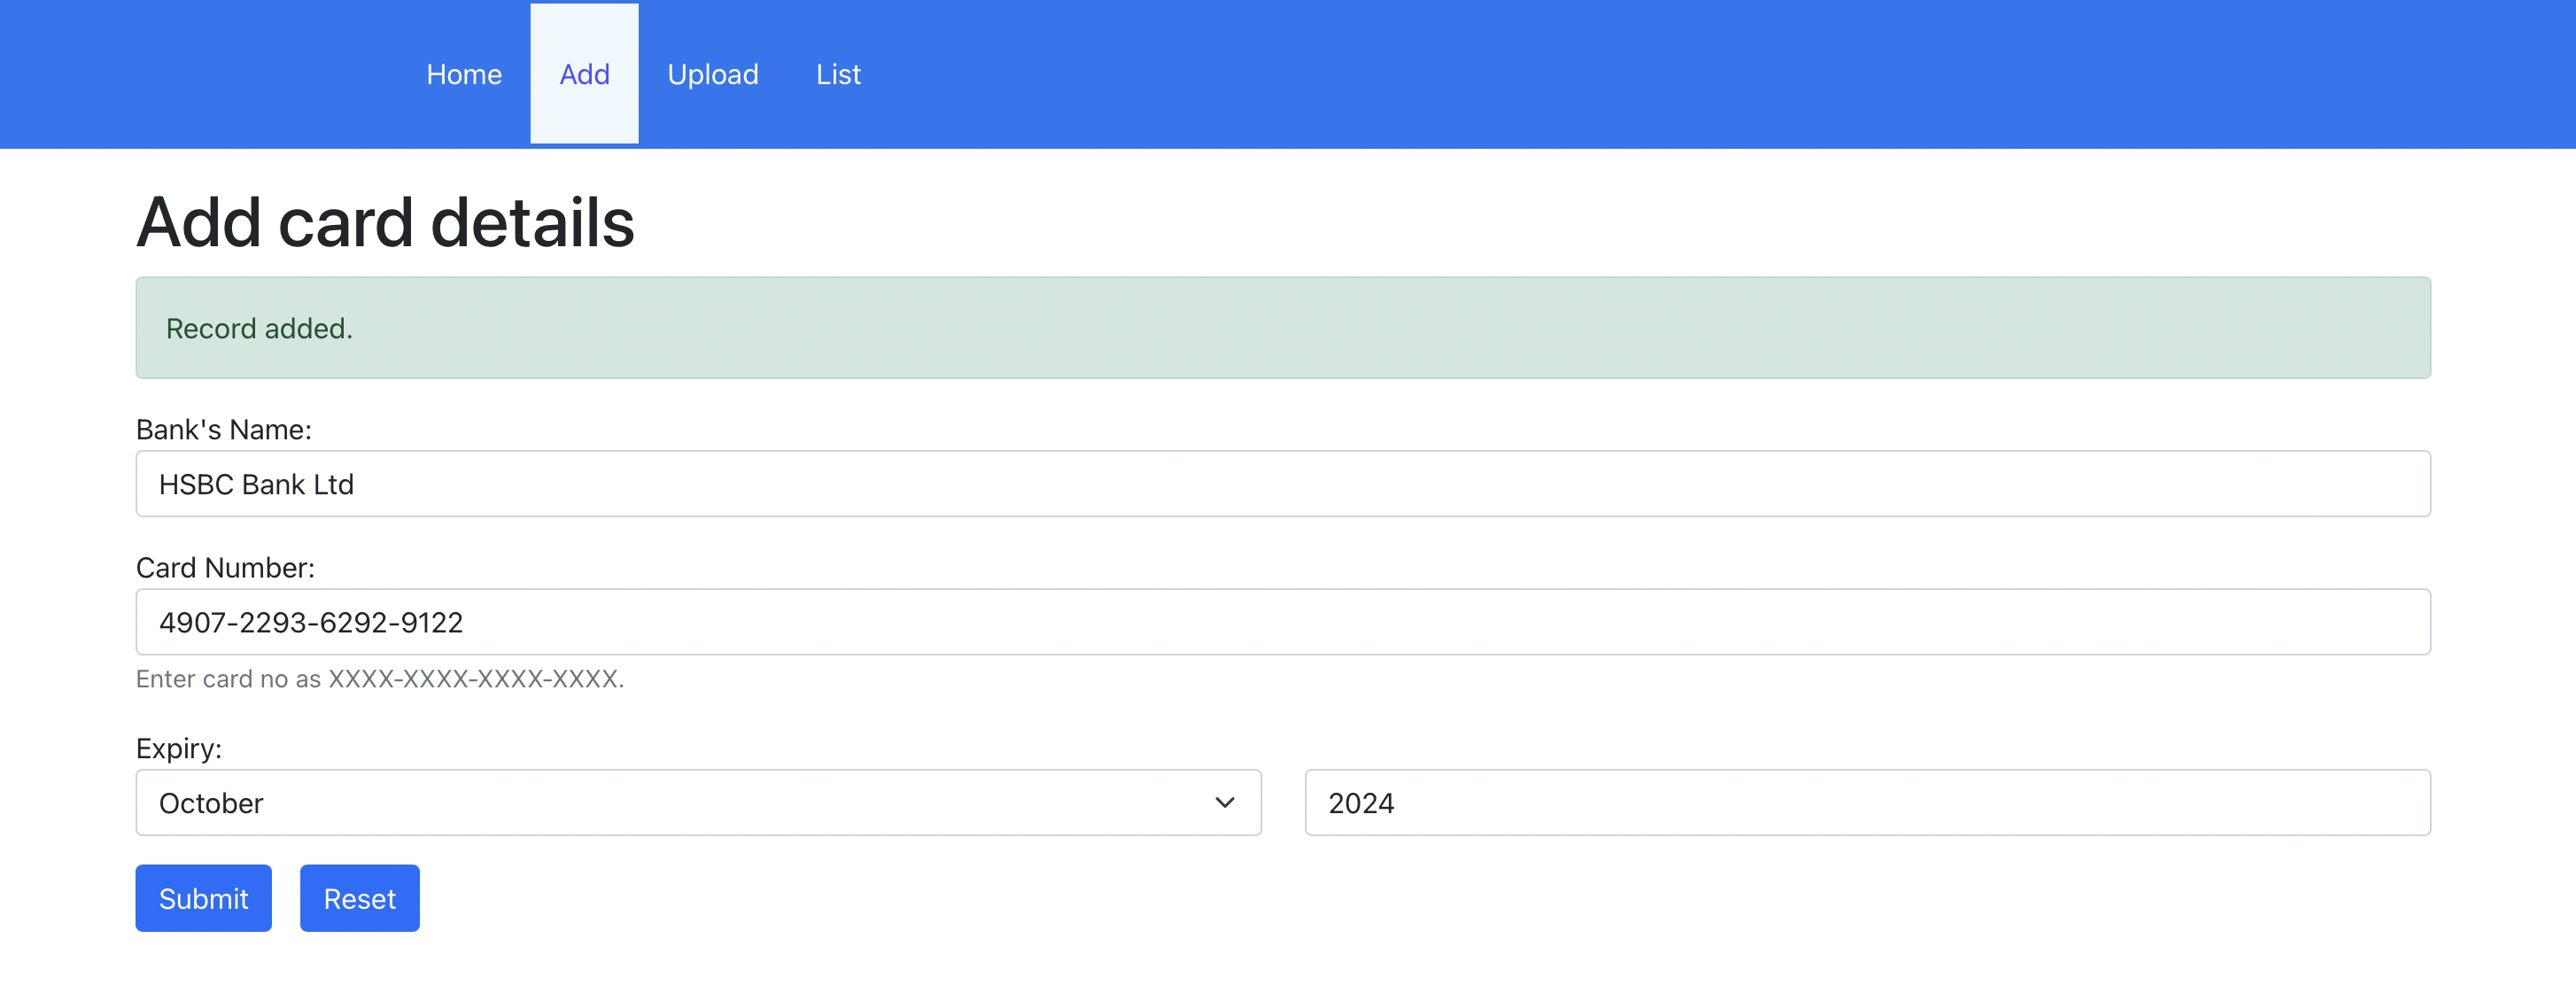 Home Add Upload List
Add card details
Record added.
Bank's Name:
HSBC Bank Ltd
Card Number:
4907-2293-6292-9122
Enter card no as XXXX-XXXX-XXXX-XXXX.
Expiry:
October 2024
Submit Reset